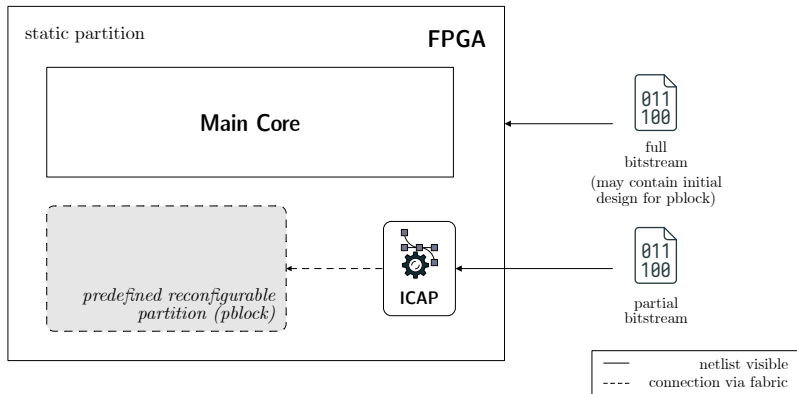 static partition
FPGA
Main Core
011
100
full
bitstream
(may contain initial
design for pblock)
predefined reconfigurable
partition (pblock)
ICAP
011
100
partial
bitstream
netlist visible
connection via fabric